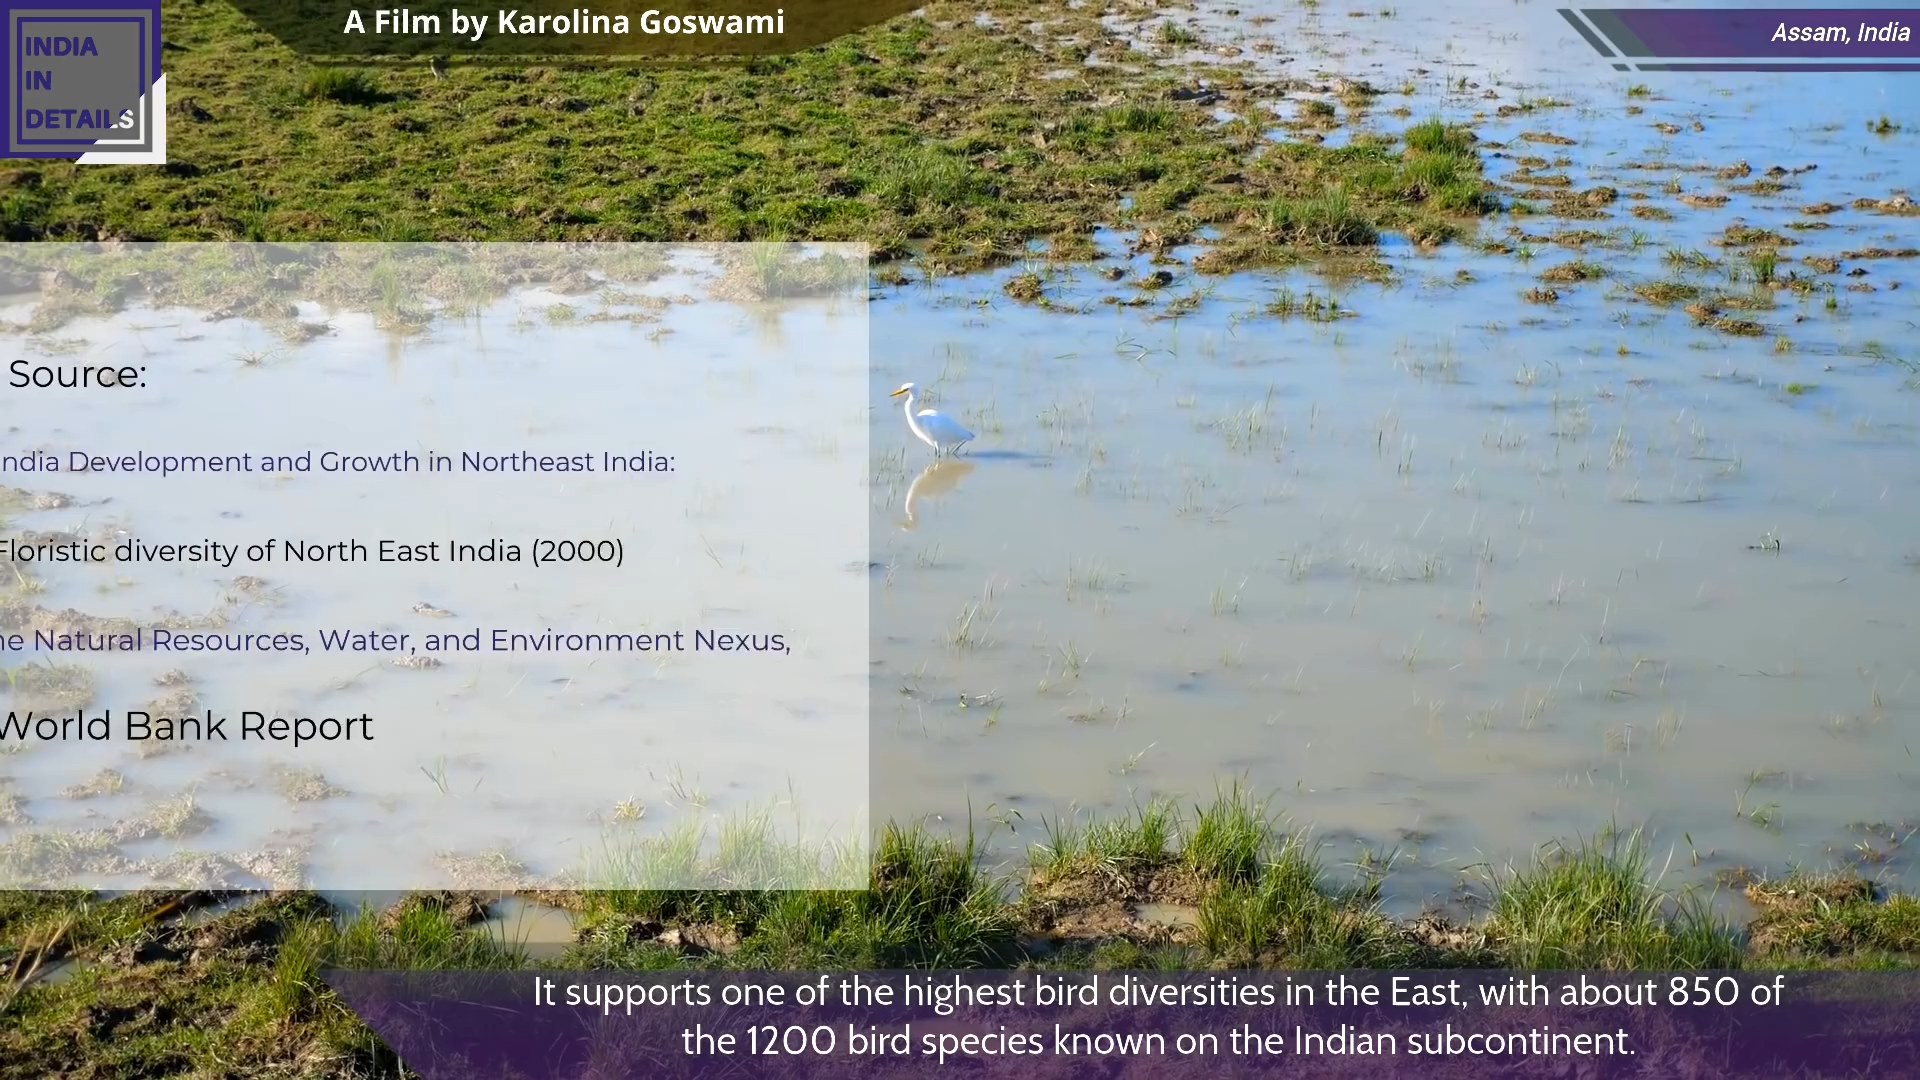 INDIA
IN
DETAILS
A Film by Karolina Goswami
Assam, India
Source:
ndia Development and Growth in Northeast India:
Floristic diversity of North East India (2000)
he Natural Resources, Water, and Environment Nexus,
World Bank Report
It supports one of the highest bird diversities in the East, with about 850 of
the 1200 bird species known on the Indian subcontinent.